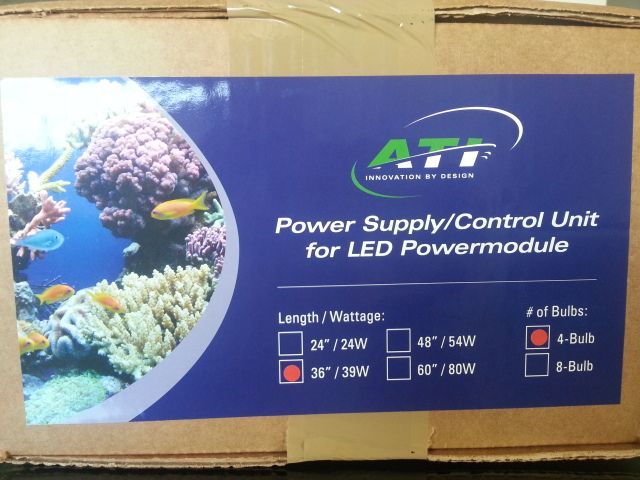 ATI
INNOVATION BY DESIGN
Power Supply/Control Unit
for LED Powermodule
Length / Wattage:
24" / 24W
36" / 39W
48" / 54W
60" / 80W
# of Bulbs:
4-Bulb
8-Bulb